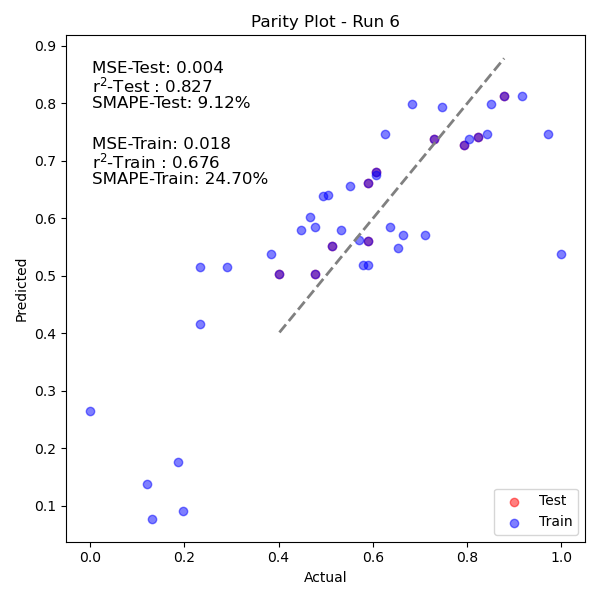 Parity Plot - Run 6
MSE-Test: 0.004
r²-Test : 0.827
SMAPE-Test: 9.12%
MSE-Train: 0.018
r²-Train : 0.676
SMAPE-Train: 24.70%
Predicted
0.9
0.8
0.7
0.6
0.5
0.4
0.3
0.2
0.1
Test
Train
0.0 0.2 0.4 0.6 0.8 1.0
Actual